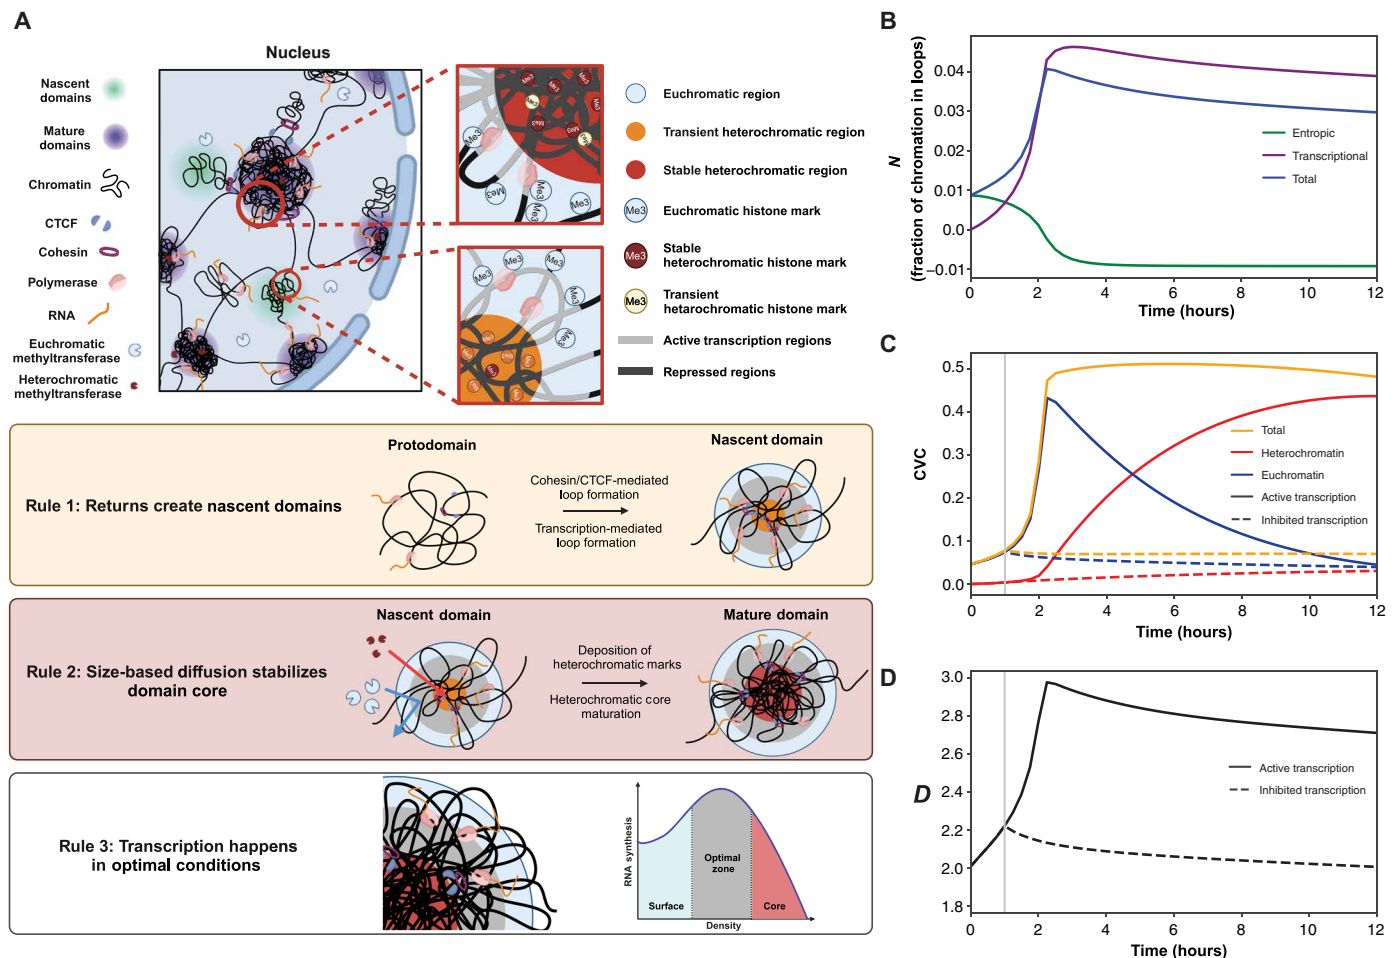 A
Nucleus
Nascent
domains
Mature
domains
Chromatin
CTCF
Cohesin
Polymerase
RNA
Euchromatic
methyltransferase
Heterochromatic
methyltransferase
Euchromatic region
Transient heterochromatic region
Stable heterochromatic region
Me3 Euchromatic histone mark
Me3 Stable
heterochromatic histone mark
Me3 Transient
hetarochromatic histone mark
Active transcription regions
Repressed regions
Rule 1: Returns create nascent domains
Protodomain
Cohesin/CTCF-mediated
loop formation
Transcription-mediated
loop formation
Nascent domain
Rule 2: Size-based diffusion stabilizes
domain core
Nascent domain
Deposition of
heterochromatic marks
Heterochromatic core
maturation
Mature domain
Rule 3: Transcription happens
in optimal conditions
RNA synthesis
Surface
Optimal
zone
Core
Density
B
N
(fraction of chromation in loops)
0.04
0.03
0.02
0.01
0.0
−0.01
0 2 4 6 8 10 12
Time (hours)
Entropic
Transcriptional
Total
C
CVC
0.5
0.4
0.3
0.2
0.1
0.0
0 2 4 6 8 10 12
Time (hours)
Total
Heterochromatin
Euchromatin
Active transcription
Inhibited transcription
D
D
3.0
2.8
2.6
2.4
2.2
2.0
1.8
0 2 4 6 8 10 12
Time (hours)
Active transcription
Inhibited transcription